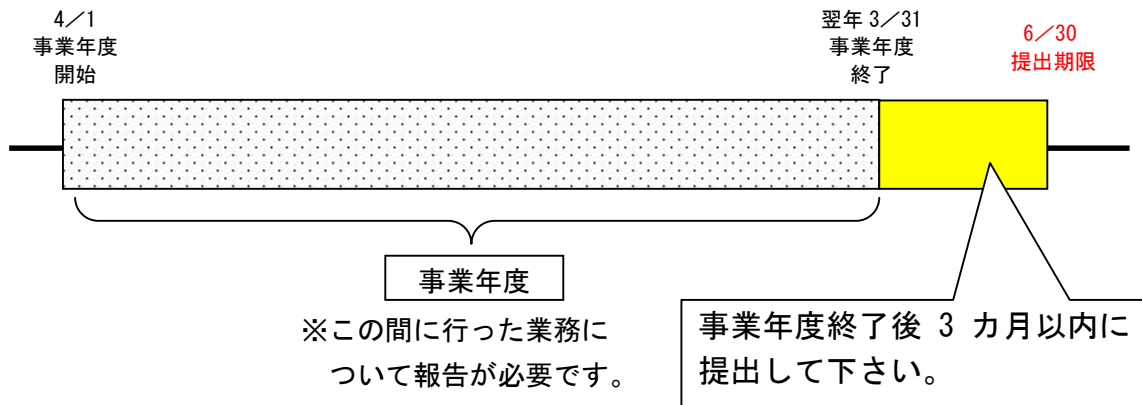 4/1
事業年度
開始
翌年 3/31
事業年度
終了
6/30
提出期限
事業年度
※この間に行った業務に
ついて報告が必要です。
事業年度終了後 3 カ月以内に
提出して下さい。